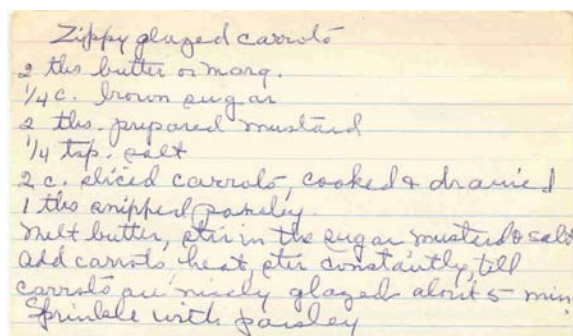 Zippy glazed carrots
2 tbs butter or marg.
1/4 c. brown sugar
2 tbs. prepared mustard
1/4 tsp. salt
2 c. sliced carrots, cooked & drained
1 tbs snipped parsley.
Melt butter, stir in the sugar mustard & salt
Add carrots heat, stir constantly, till
carrots are nicely glazed about 5 min.
Sprinkle with parsley